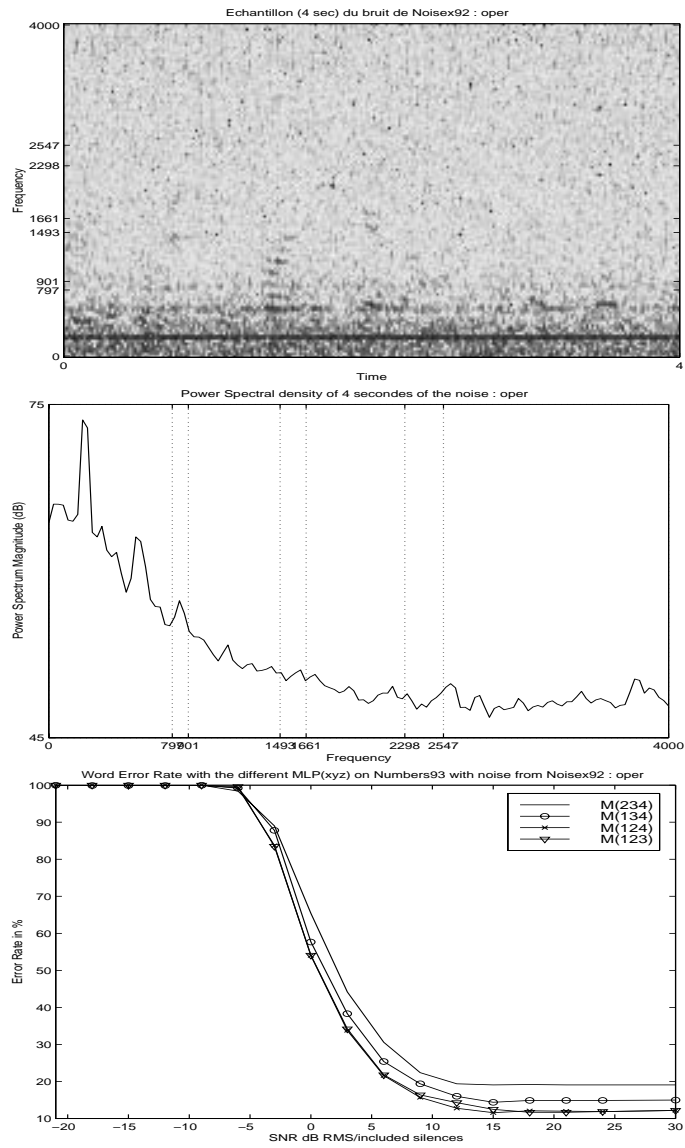 Echantillon (4 sec) du bruit de Noisex92 : oper
4000
2547
2298
1661
1493
901
797
0
Frequency
0 4
Time
Power Spectral density of 4 secondes of the noise : oper
75
45
Power Spectrum Magnitude (dB)
0 797 901 1493 1661 2298 2547 4000
Frequency
Word Error Rate with the different MLP(xyz) on Numbers93 with noise from Noisex92 : oper
100
90
80
70
60
50
40
30
20
10
Error Rate in %
M(234)
M(134)
M(124)
M(123)
−20 −15 −10 −5 0 5 10 15 20 25 30
SNR dB RMS/included silences